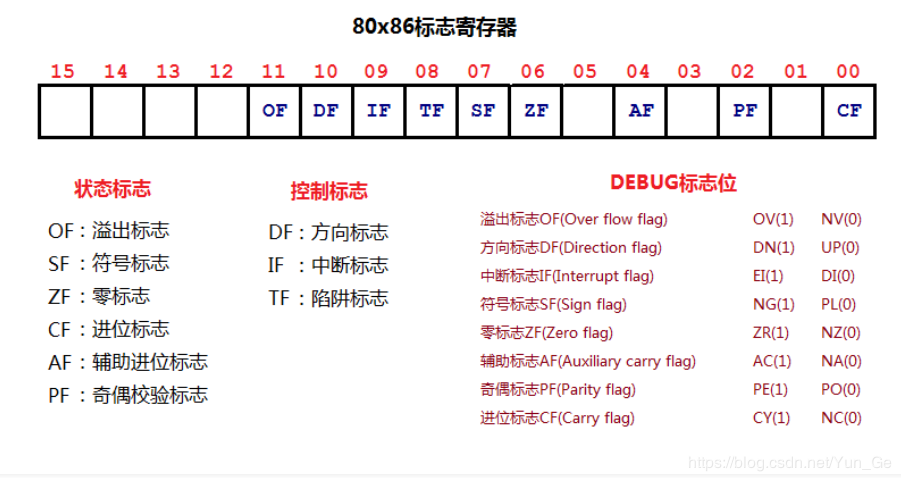 80x86标志寄存器
15 14 13 12 11 10 09 08 07 06 05 04 03 02 01 00
OF DF IF TF SF ZF AF PF CF
状态标志
OF：溢出标志
SF：符号标志
ZF：零标志
CF：进位标志
AF：辅助进位标志
PF：奇偶校验标志
控制标志
DF：方向标志
IF ：中断标志
TF：陷阱标志
DEBUG标志位
溢出标志OF(Over flow flag) OV(1) NV(0)
方向标志DF(Direction flag) DN(1) UP(0)
中断标志IF(Interrupt flag) EI(1) DI(0)
符号标志SF(Sign flag) NG(1) PL(0)
零标志ZF(Zero flag) ZR(1) NZ(0)
辅助标志AF(Auxiliary carry flag) AC(1) NA(0)
奇偶标志PF(Parity flag) PE(1) PO(0)
进位标志CF(Carry flag) CY(1) NC(0)
https://blog.csdn.net/Yun_Ge